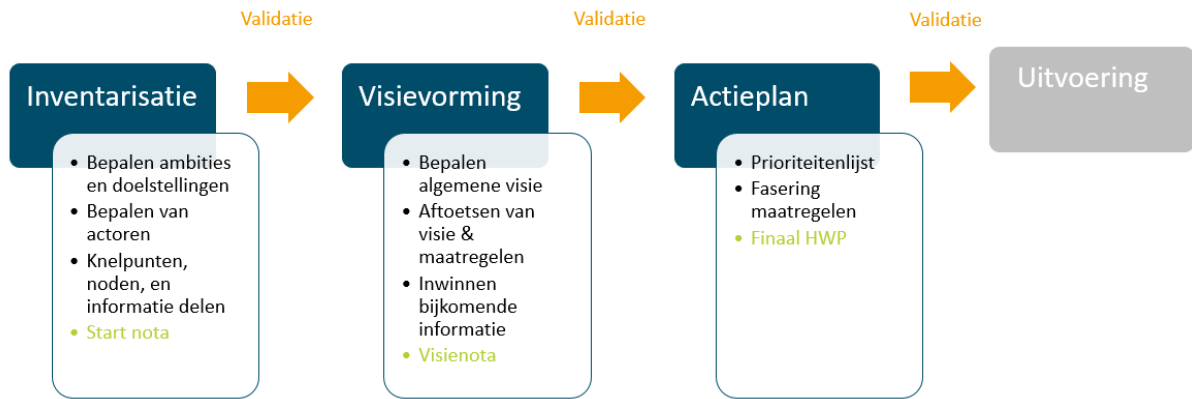 Validatie
Validatie
Validatie
Inventarisatie
Visievorming
Actieplan
Uitvoering
• Bepalen ambities
en doelstellingen
• Bepalen van
actoren
• Knelpunten,
noden, en
informatie delen
• Start nota
• Bepalen
algemene visie
• Aftoetsen van
visie &
maatregelen
• Inwinnen
bijkomende
informatie
• Visienota
• Prioriteitenlijst
• Fasering
maatregelen
• Finaal HWP